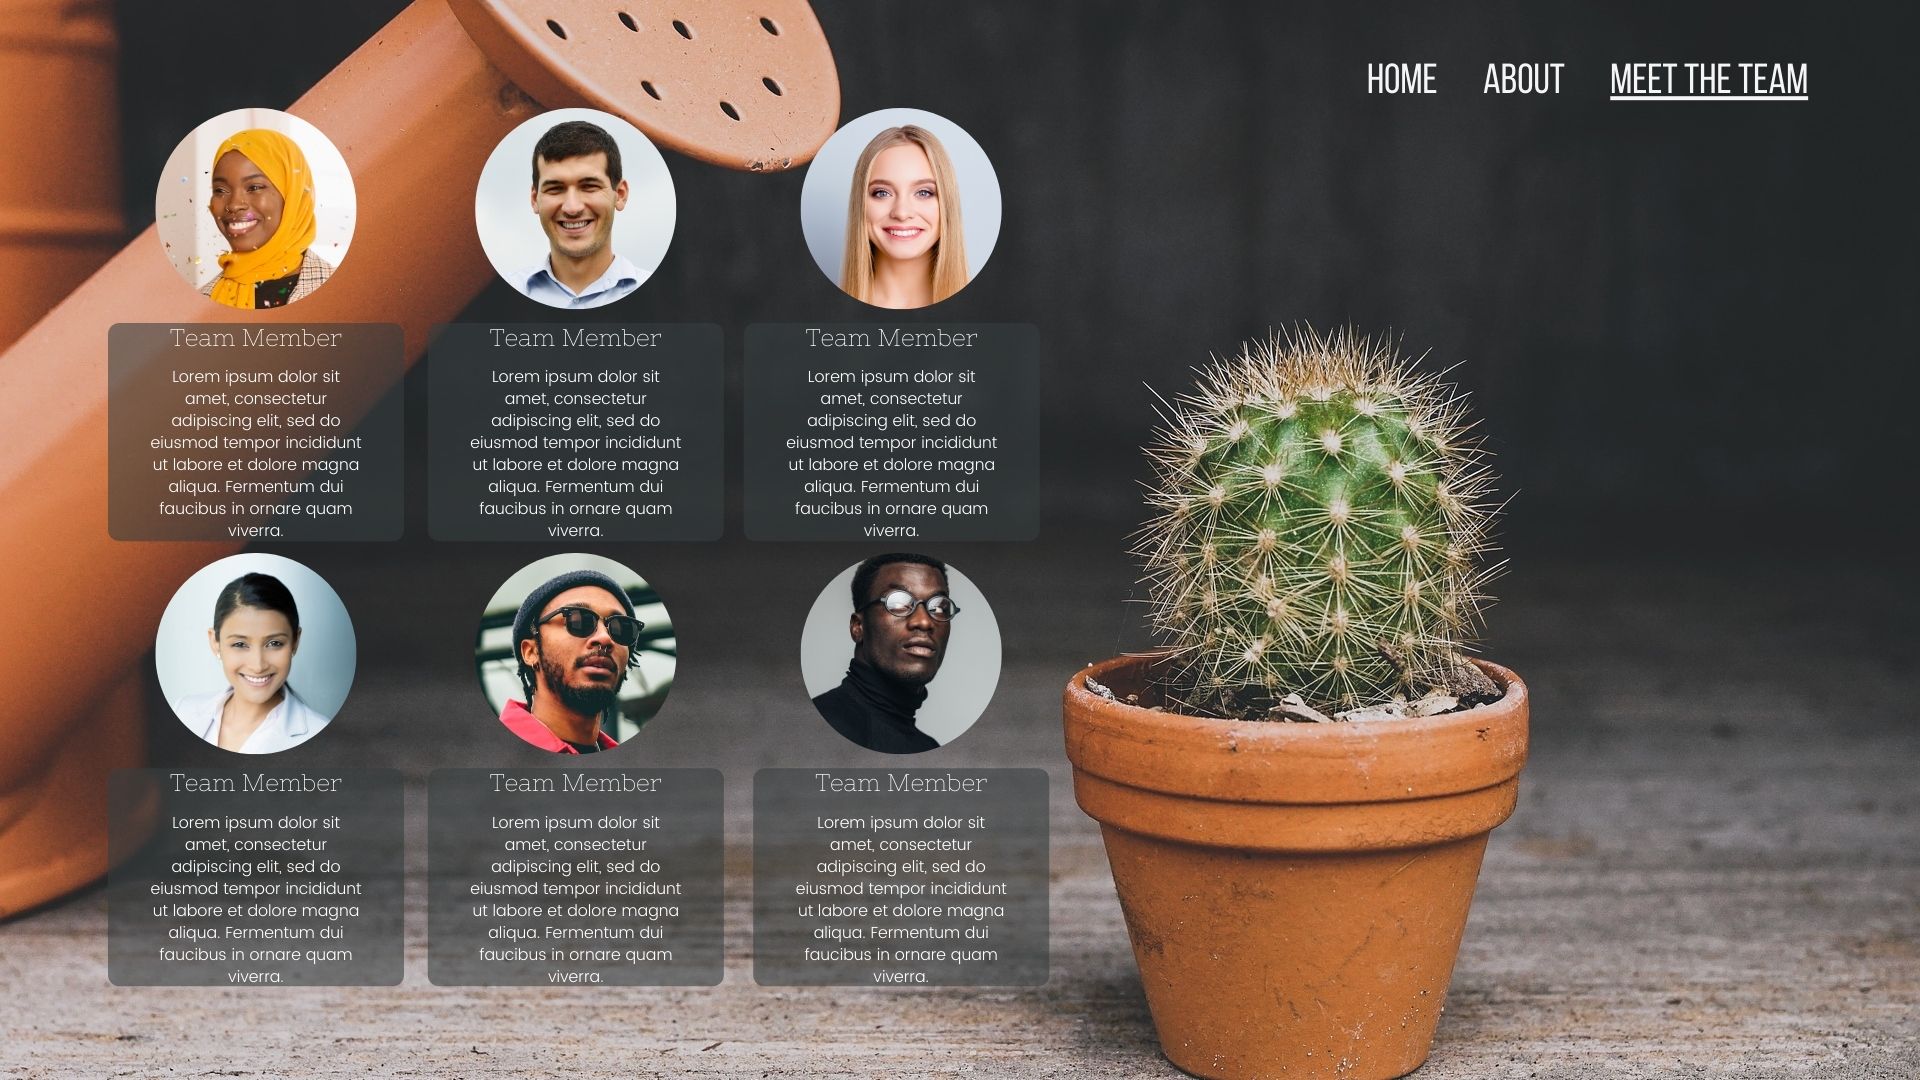 HOME ABOUT MEET THE TEAM
Team Member
Lorem ipsum dolor sit
amet, consectetur
adipiscing elit, sed do
eiusmod tempor incididunt
ut labore et dolore magna
aliqua. Fermentum dui
faucibus in ornare quam
viverra.
Team Member
Lorem ipsum dolor sit
amet, consectetur
adipiscing elit, sed do
eiusmod tempor incididunt
ut labore et dolore magna
aliqua. Fermentum dui
faucibus in ornare quam
viverra.
Team Member
Lorem ipsum dolor sit
amet, consectetur
adipiscing elit, sed do
eiusmod tempor incididunt
ut labore et dolore magna
aliqua. Fermentum dui
faucibus in ornare quam
viverra.
Team Member
Lorem ipsum dolor sit
amet, consectetur
adipiscing elit, sed do
eiusmod tempor incididunt
ut labore et dolore magna
aliqua. Fermentum dui
faucibus in ornare quam
viverra.
Team Member
Lorem ipsum dolor sit
amet, consectetur
adipiscing elit, sed do
eiusmod tempor incididunt
ut labore et dolore magna
aliqua. Fermentum dui
faucibus in ornare quam
viverra.
Team Member
Lorem ipsum dolor sit
amet, consectetur
adipiscing elit, sed do
eiusmod tempor incididunt
ut labore et dolore magna
aliqua. Fermentum dui
faucibus in ornare quam
viverra.